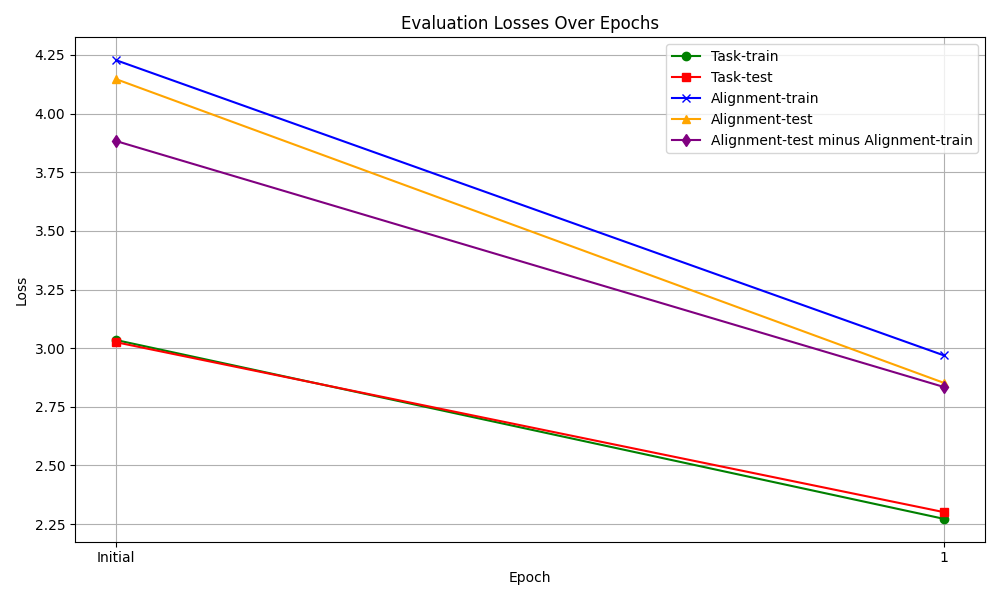 Evaluation Losses Over Epochs
Task-train
Task-test
Alignment-train
Alignment-test
Alignment-test minus Alignment-train
4.25
4.00
3.75
3.50
3.25
3.00
2.75
2.50
2.25
Loss
Initial
1
Epoch